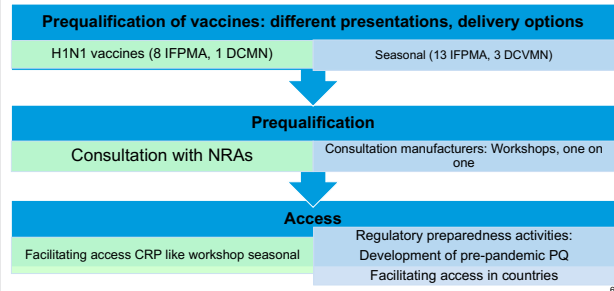 Prequalification of vaccines: different presentations, delivery options
H1N1 vaccines (8 IFPMA, 1 DCMN)
Seasonal (13 IFPMA, 3 DCVMN)
Prequalification
Consultation with NRAs
Consultation manufacturers: Workshops, one on
one
Access
Facilitating access CRP like workshop seasonal
Regulatory preparedness activities:
Development of pre-pandemic PQ
Facilitating access in countries